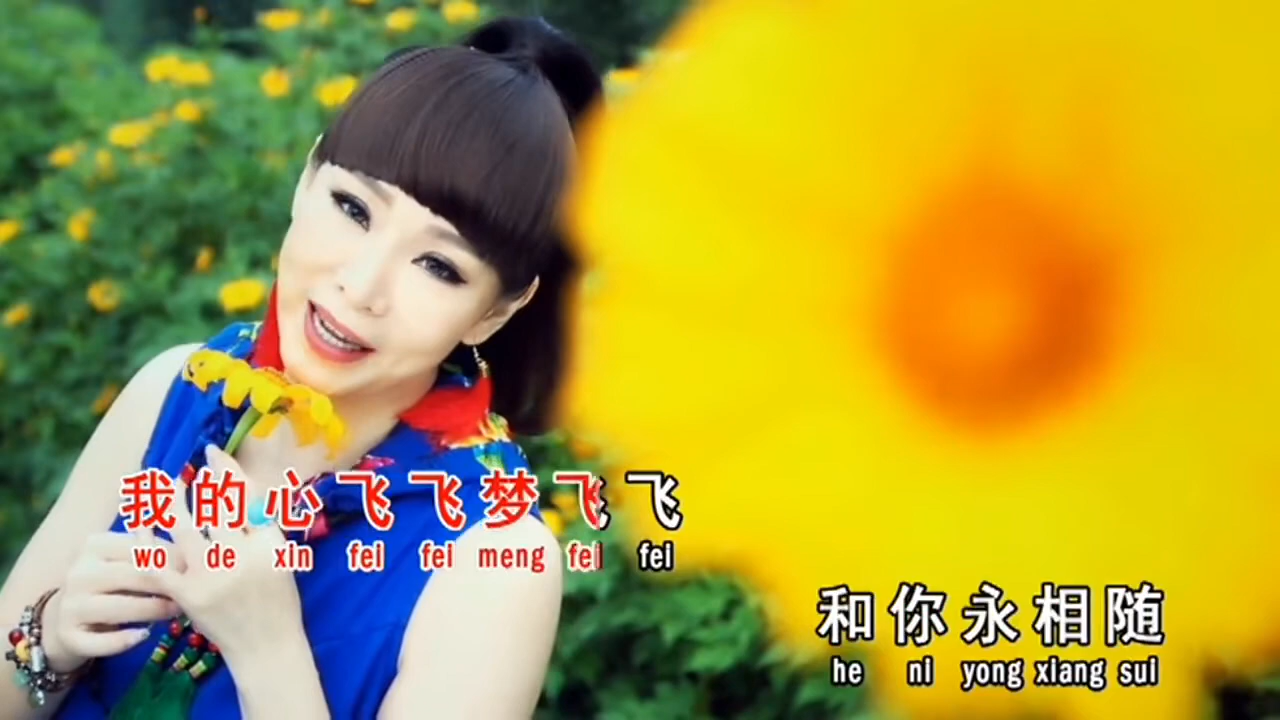 我的心飞飞梦飞飞
wo de xin fei fei meng fei fei
和你永相随
he ni yong xiang sui